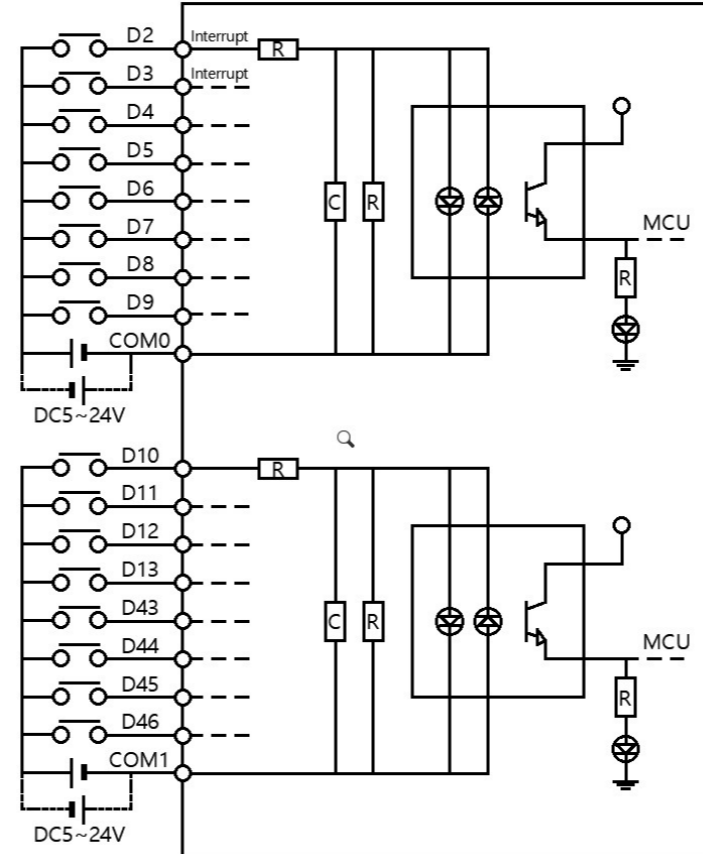 D2 Interrupt R
D3 Interrupt
D4
D5
D6 C R
D7 MCU
D8 R
D9
COM0
DC5~24V
D10 R
D11
D12
D13
D43 C R
D44 MCU
D45 R
D46
COM1
DC5~24V